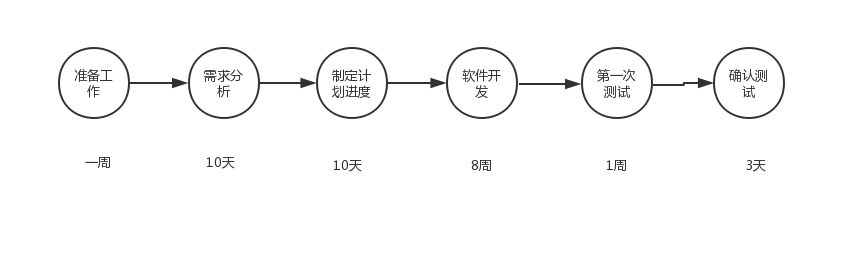 准备工
作
需求分
析
制定计
划进度
软件开
发
第一次
测试
确认测
试
一周
10天
10天
8周
1周
3天